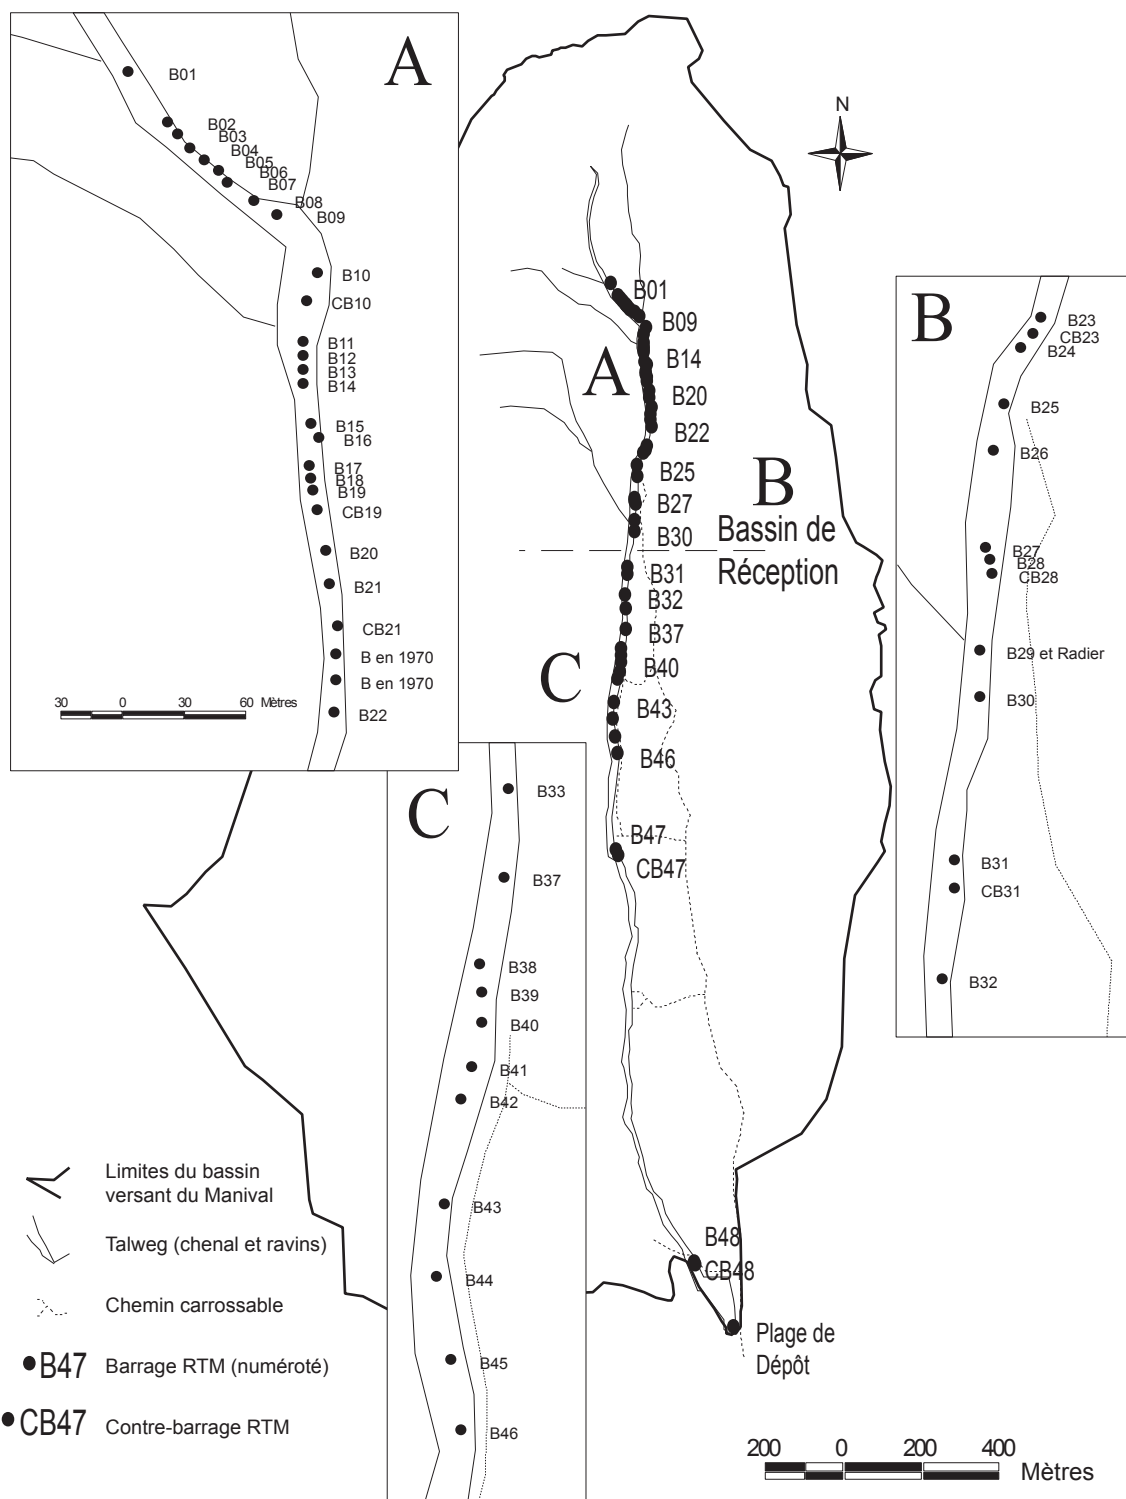 A
B01
B02
B03
B04
B05
B06
B07
B08
B09
B10
CB10
B11
B12
B13
B14
B15
B16
B17
B18
B19
CB19
B20
B21
CB21
B en 1970
B en 1970
B22
30 0 30 60 Mètres
N
B01
B09
B14
A
B20
B22
B25
B
B27
B30
Bassin de
Réception
B31
B32
B37
C
B40
B43
B46
B47
CB47
B48
CB48
Plage de
Dépôt
B
B23
CB23
B24
B25
B26
B27
B28
CB28
B29 et Radier
B30
B31
CB31
B32
C
B33
B37
B38
B39
B40
B41
B42
B43
B44
B45
B46
Limites du bassin
versant du Manival
Talweg (chenal et ravins)
Chemin carrossable
B47 Barrage RTM (numéroté)
CB47 Contre-barrage RTM
200 0 200 400
Mètres